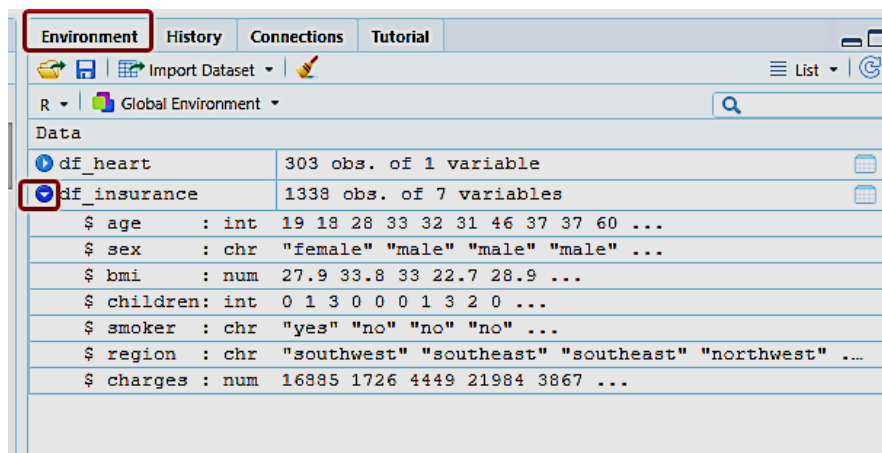 Environment History Connections Tutorial
Import Dataset List
R Global Environment
Data
df_heart 303 obs. of 1 variable
df_insurance 1338 obs. of 7 variables
$ age : int 19 18 28 33 32 31 46 37 37 60 ...
$ sex : chr "female" "male" "male" "male" ...
$ bmi : num 27.9 33.8 33 22.7 28.9 ...
$ children: int 0 1 3 0 0 0 1 3 2 0 ...
$ smoker : chr "yes" "no" "no" "no" ...
$ region : chr "southwest" "southeast" "southeast" "northwest" ...
$ charges : num 16885 1726 4449 21984 3867 ...